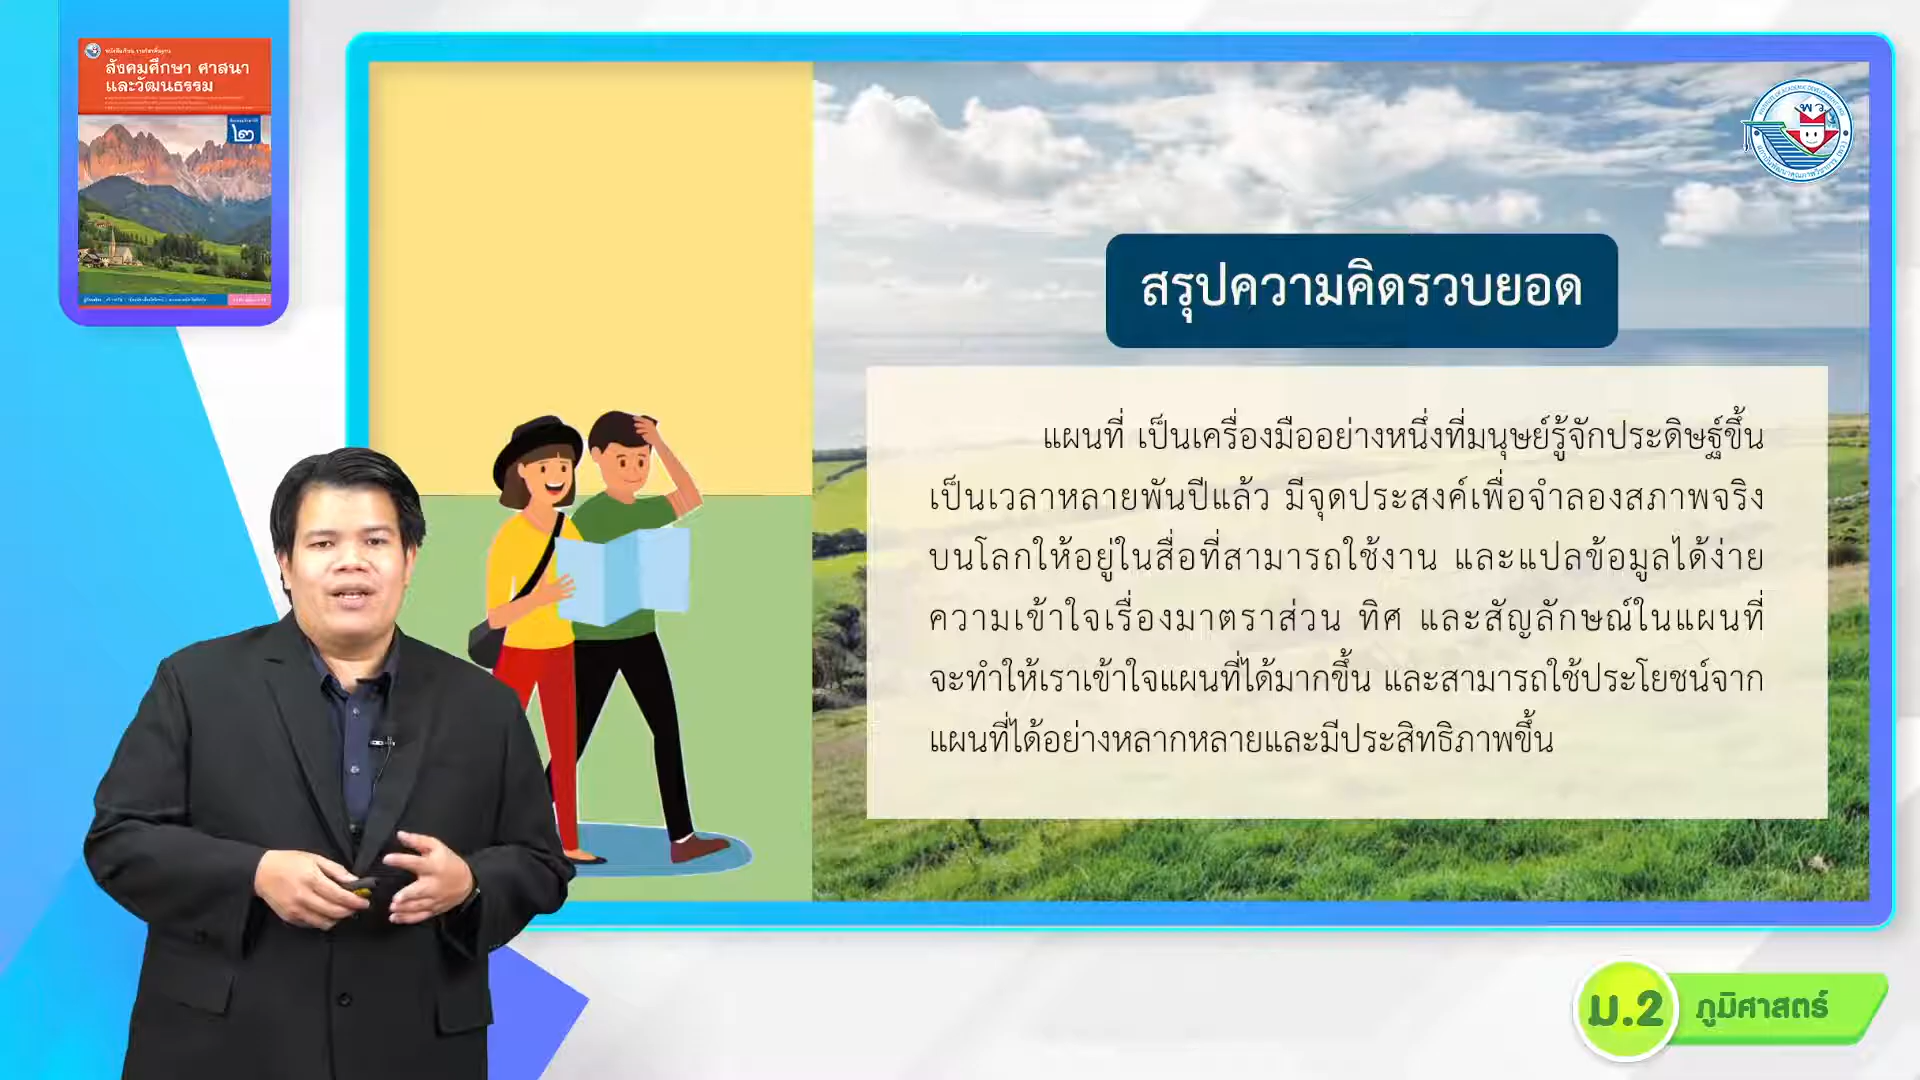 สังคมศึกษา ศาสนา
และวัฒนธรรม
๒
พว
สรุปความคิดรวบยอด
แผนที่ เป็นเครื่องมืออย่างหนึ่งที่มนุษย์รู้จักประดิษฐ์ขึ้น
เป็นเวลาหลายพันปีแล้ว มีจุดประสงค์เพื่อจำลองสภาพจริง
บนโลกให้อยู่ในสื่อที่สามารถใช้งาน และแปลข้อมูลได้ง่าย
ความเข้าใจเรื่องมาตราส่วน ทิศ และสัญลักษณ์ในแผนที่
จะทำให้เราเข้าใจแผนที่ได้มากขึ้น และสามารถใช้ประโยชน์จาก
แผนที่ได้อย่างหลากหลายและมีประสิทธิภาพขึ้น
ม.2 ภูมิศาสตร์